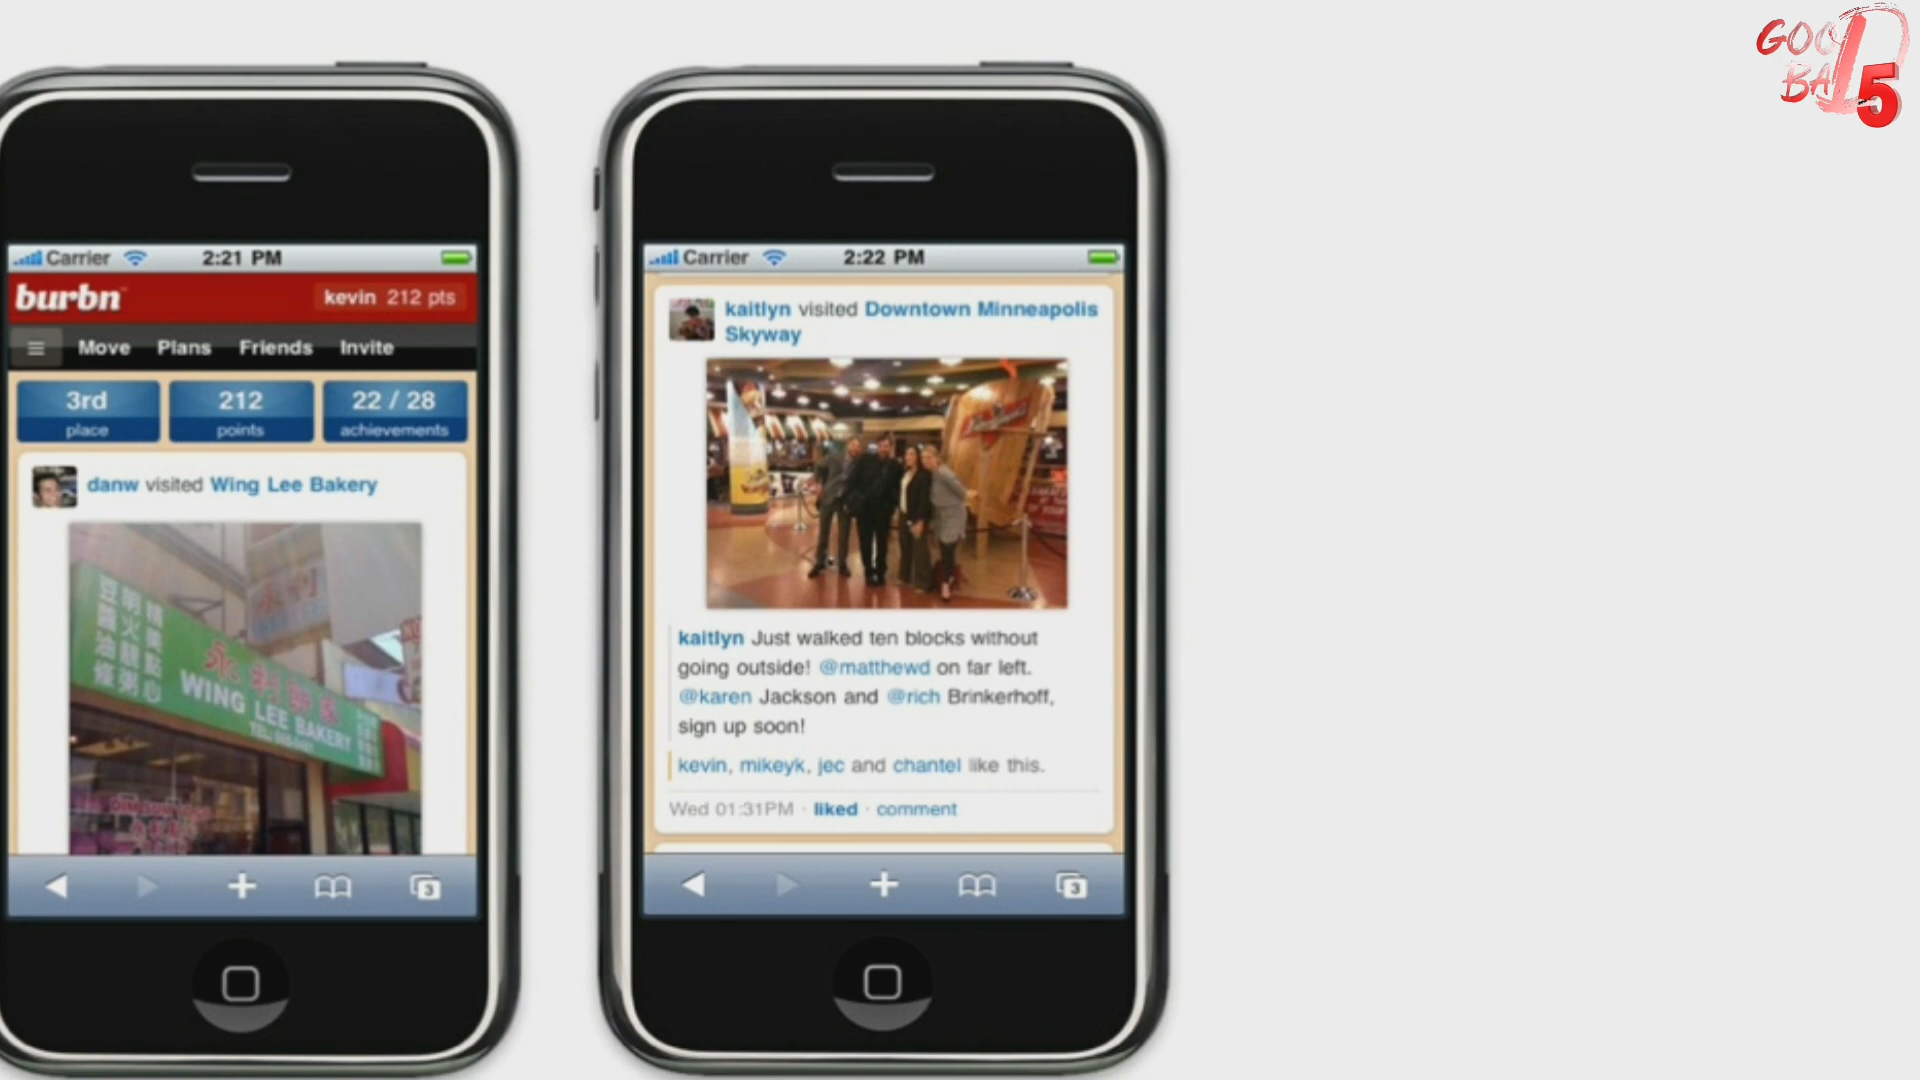 GOOD
BAD
5
Carrier 2:21 PM
burbn
kevin 212 pts
Move Plans Friends Invite
3rd
place
212
points
22 / 28
achievements
danw visited Wing Lee Bakery
WING LEE BAKERY
3
Carrier 2:22 PM
kaitlyn visited Downtown Minneapolis
Skyway
kaitlyn Just walked ten blocks without
going outside! @matthewd on far left.
@karen Jackson and @rich Brinkerhoff,
sign up soon!
kevin, mikeyk, jec and chantel like this.
Wed 01:31PM · liked · comment
3